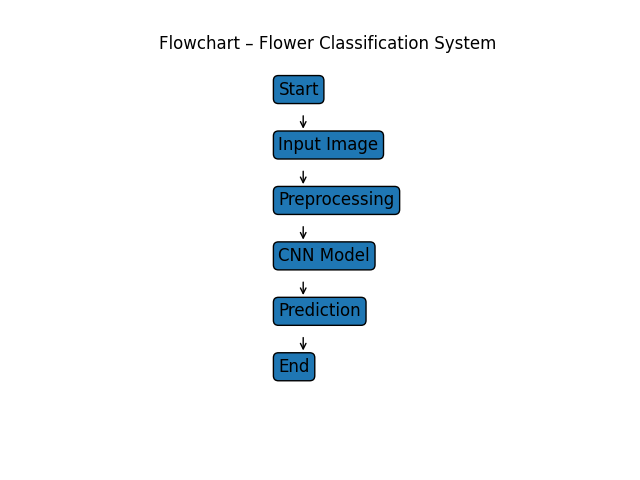 Flowchart – Flower Classification System
Start
Input Image
Preprocessing
CNN Model
Prediction
End